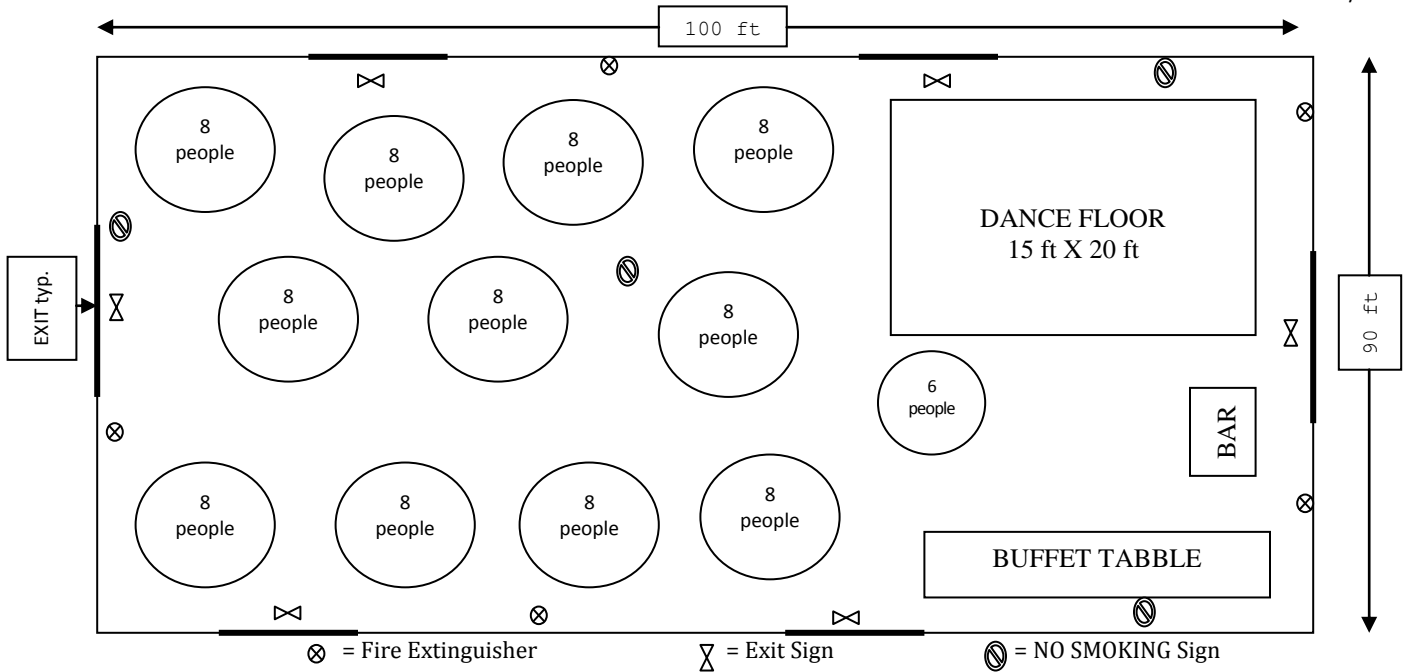 100 ft
8
people
8
people
8
people
8
people
DANCE FLOOR
15 ft X 20 ft
EXIT typ.
8
people
8
people
8
people
90 ft
6
people
BAR
8
people
8
people
8
people
8
people
BUFFET TABBLE
= Fire Extinguisher
= Exit Sign
= NO SMOKING Sign